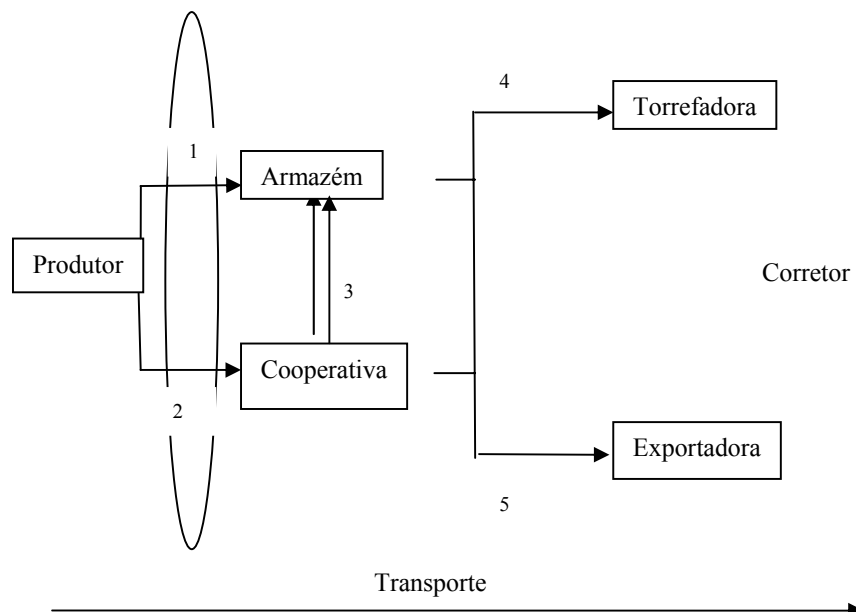 4
Torrefadora
1
Armazém
Produtor
Corretor
3
Cooperativa
2
Exportadora
5
Transporte